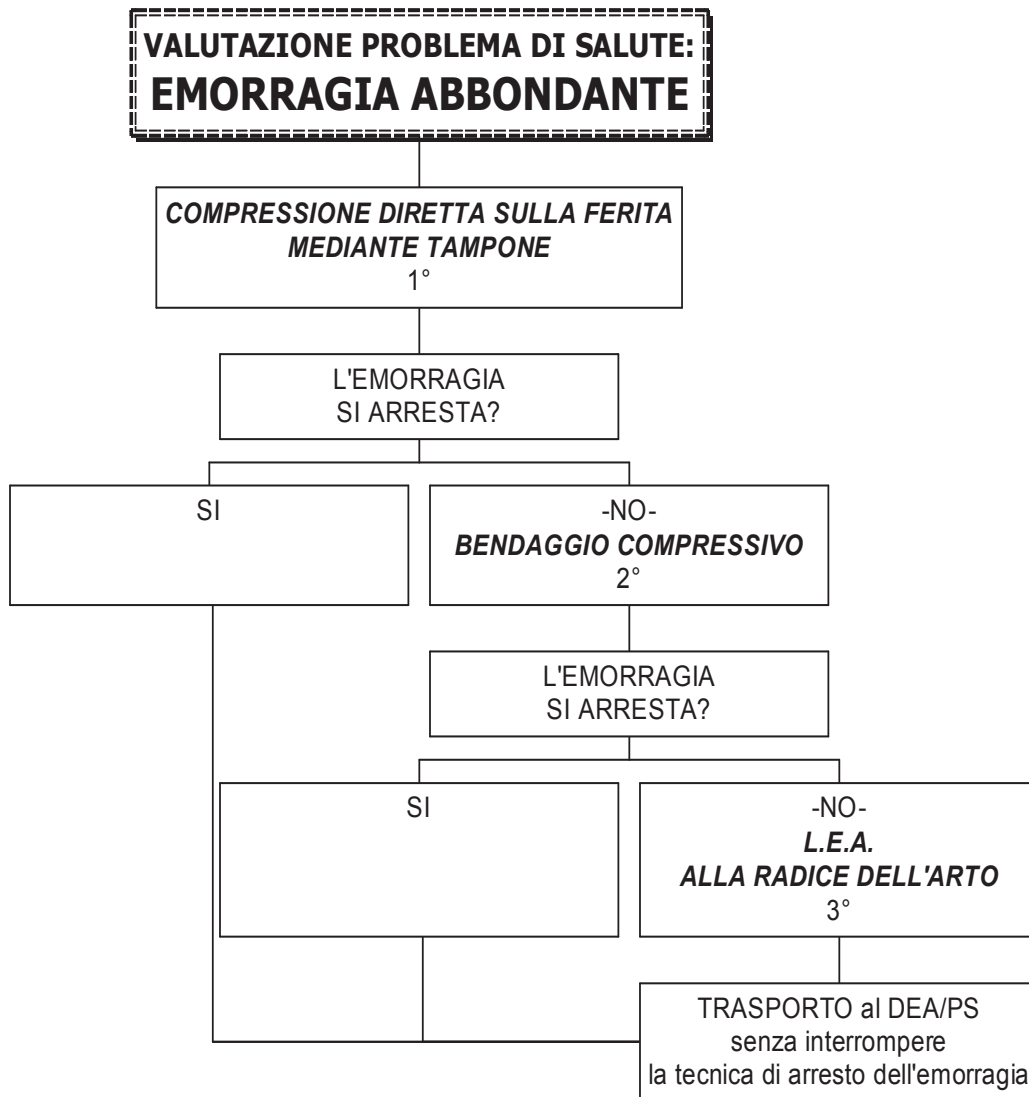 VALUTAZIONE PROBLEMA DI SALUTE:
EMORRAGIA ABBONDANTE
COMPRESSIONE DIRETTA SULLA FERITA
MEDIANTE TAMPONE
1°
L'EMORRAGIA
SI ARRESTA?
SI
-NO-
BENDAGGIO COMPRESSIVO
2°
L'EMORRAGIA
SI ARRESTA?
SI
-NO-
L.E.A.
ALLA RADICE DELL'ARTO
3°
TRASPORTO al DEA/PS
senza interrompere
la tecnica di arresto dell'emorragia